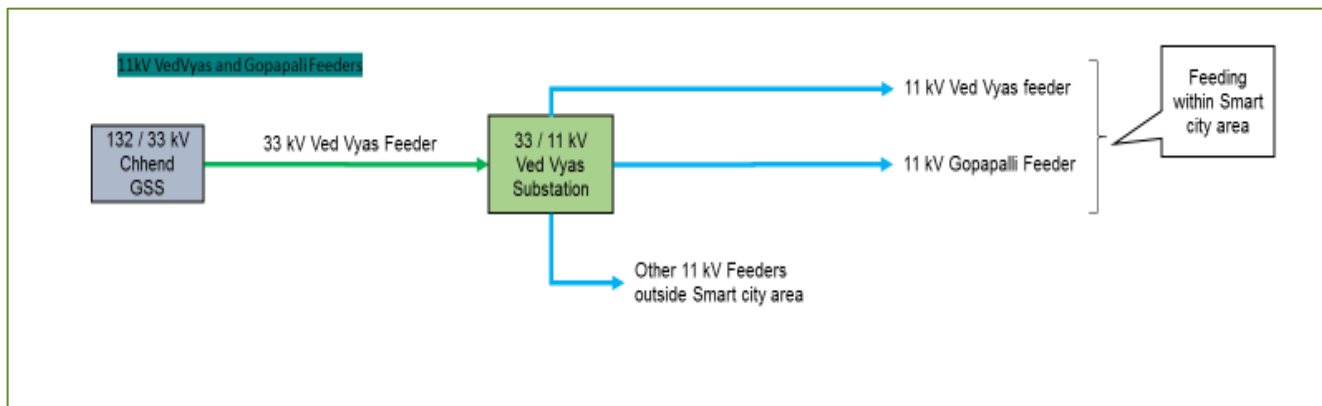 11kV VedVyas and Gopapali Feeders
132 / 33 kV
Chhend
GSS
33 kV Ved Vyas Feeder
33 / 11 kV
Ved Vyas
Substation
11 kV Ved Vyas feeder
11 kV Gopapalli Feeder
Feeding
within Smart
city area
Other 11 kV Feeders
outside Smart city area